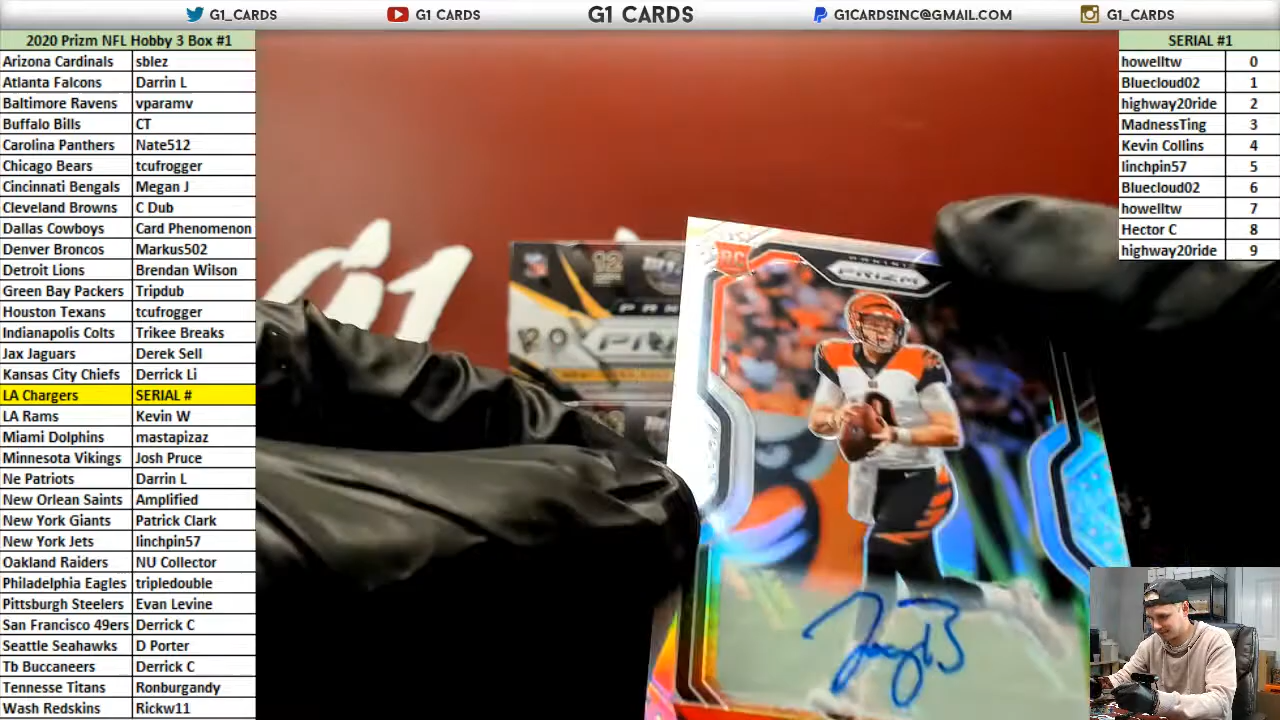 G1_CARDS G1 CARDS G1 CARDS G1CARDSINC@GMAIL.COM G1_CARDS
2020 Prizm NFL Hobby 3 Box #1
Arizona Cardinals sblez
Atlanta Falcons Darrin L
Baltimore Ravens vparamv
Buffalo Bills CT
Carolina Panthers Nate512
Chicago Bears tcufrogger
Cincinnati Bengals Megan J
Cleveland Browns C Dub
Dallas Cowboys Card Phenomenon
Denver Broncos Markus502
Detroit Lions Brendan Wilson
Green Bay Packers Tripdub
Houston Texans tcufrogger
Indianapolis Colts Trikee Breaks
Jax Jaguars Derek Sell
Kansas City Chiefs Derrick Li
LA Chargers SERIAL #
LA Rams Kevin W
Miami Dolphins mastapizaz
Minnesota Vikings Josh Pruce
Ne Patriots Darrin L
New Orlean Saints Amplified
New York Giants Patrick Clark
New York Jets linchpin57
Oakland Raiders NU Collector
Philadelphia Eagles tripledouble
Pittsburgh Steelers Evan Levine
San Francisco 49ers Derrick C
Seattle Seahawks D Porter
Tb Buccaneers Derrick C
Tennesse Titans Ronburgandy
Wash Redskins Rickw11
SERIAL #1
howelltw 0
Bluecloud02 1
highway20ride 2
MadnessTing 3
Kevin Collins 4
linchpin57 5
Bluecloud02 6
howelltw 7
Hector C 8
highway20ride 9
G1
12
RC
PANINI
PRIZM